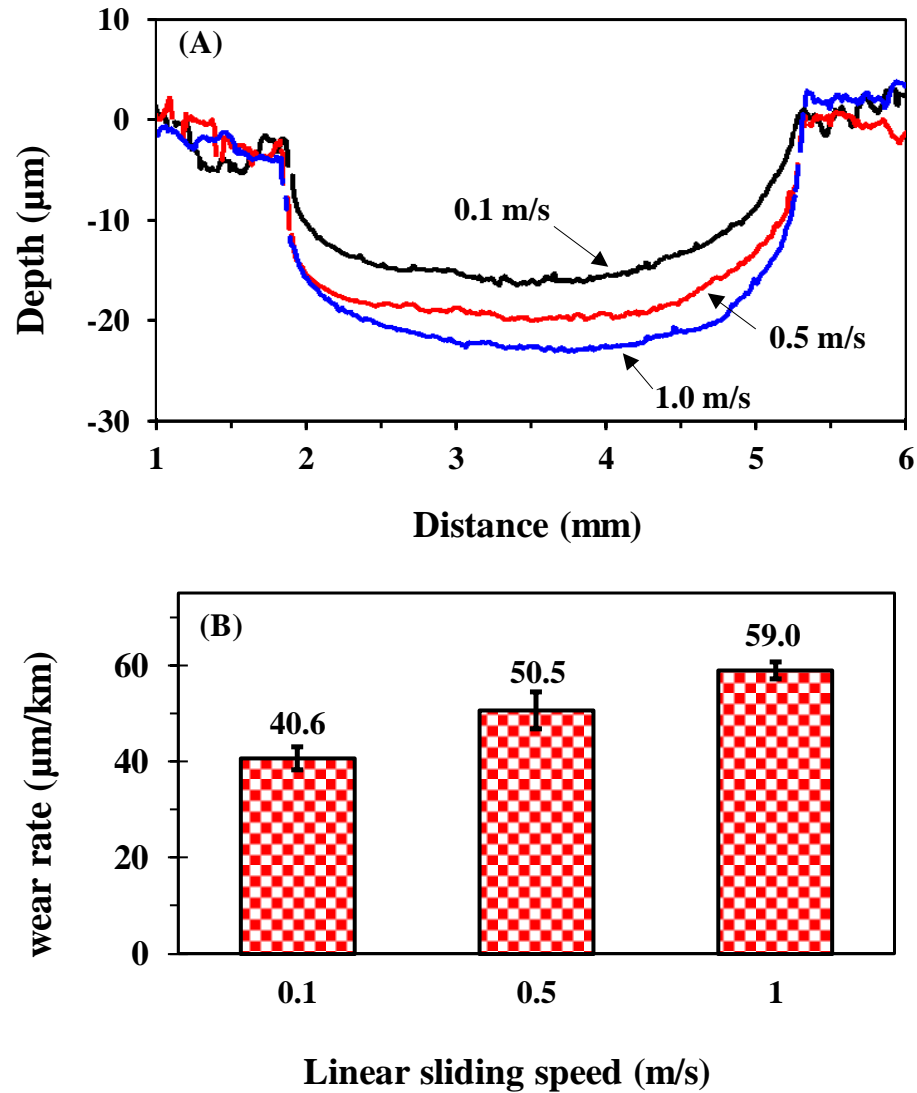 (A)
Depth (µm)
10
0
-10
-20
-30
0.1 m/s
0.5 m/s
1.0 m/s
1 2 3 4 5 6
Distance (mm)
(B)
wear rate (µm/km)
60
40
20
0
40.6
50.5
59.0
0.1 0.5 1
Linear sliding speed (m/s)